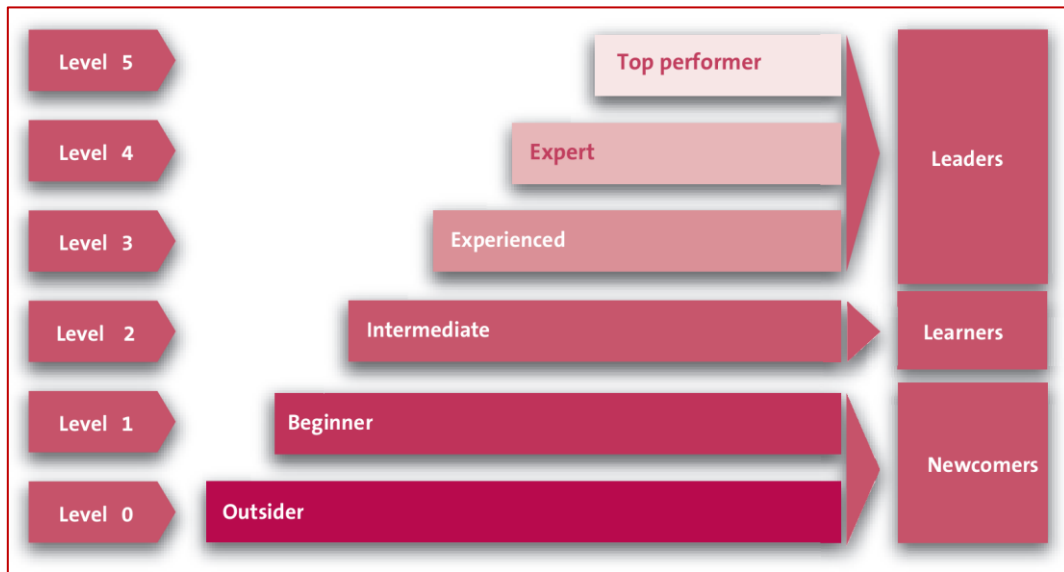 Level 5
Top performer
Level 4
Expert
Leaders
Level 3
Experienced
Level 2
Intermediate
Learners
Level 1
Beginner
Newcomers
Level 0
Outsider